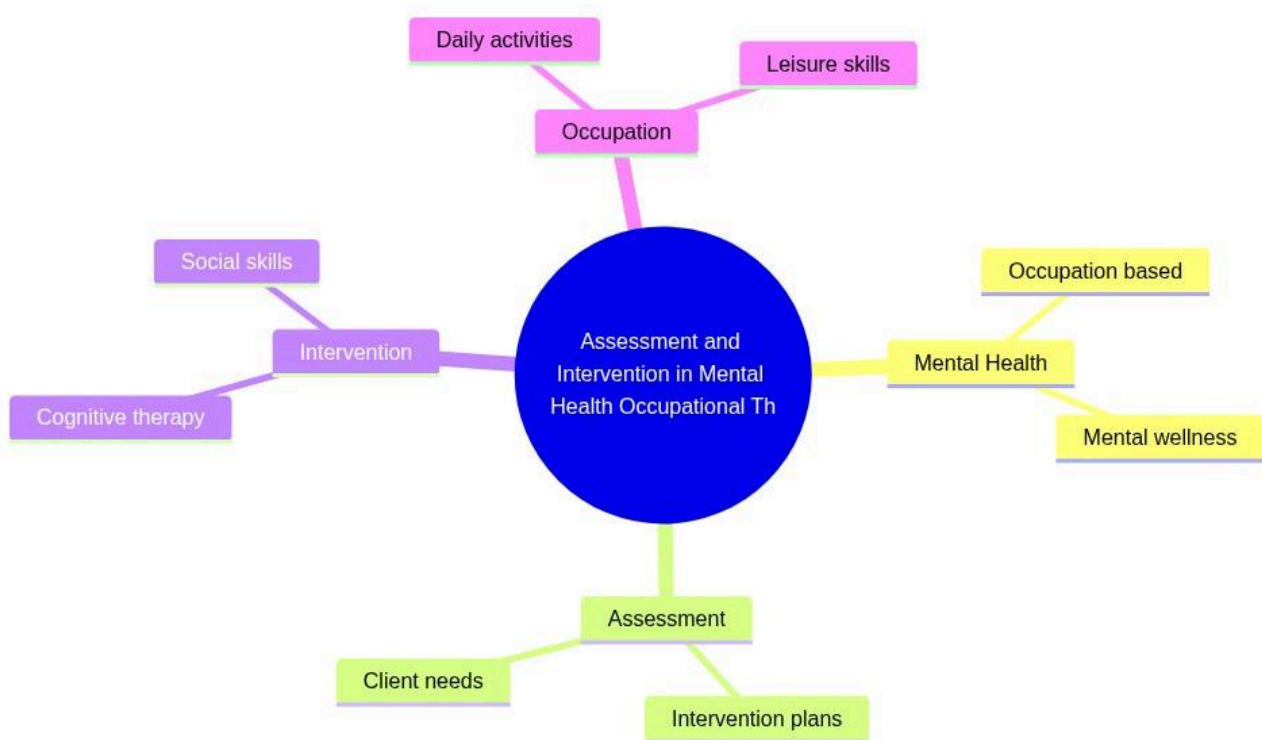 Daily activities
Leisure skills
Occupation
Social skills
Occupation based
Assessment and
Intervention in Mental
Health Occupational Th
Intervention
Mental Health
Cognitive therapy
Mental wellness
Assessment
Client needs
Intervention plans